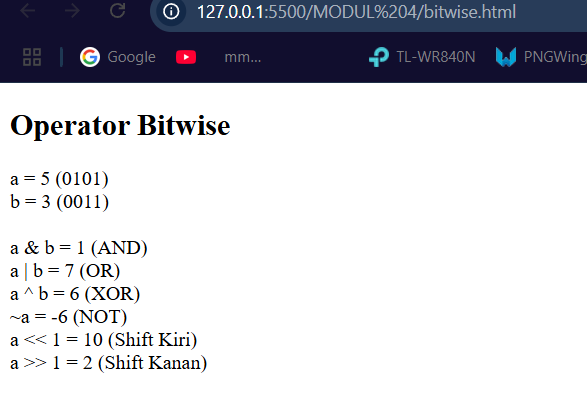 127.0.0.1:5500/MODUL%204/bitwise.html
Google mm... TL-WR840N PNGWing
Operator Bitwise
a = 5 (0101)
b = 3 (0011)
a & b = 1 (AND)
a | b = 7 (OR)
a ^ b = 6 (XOR)
~a = -6 (NOT)
a << 1 = 10 (Shift Kiri)
a >> 1 = 2 (Shift Kanan)